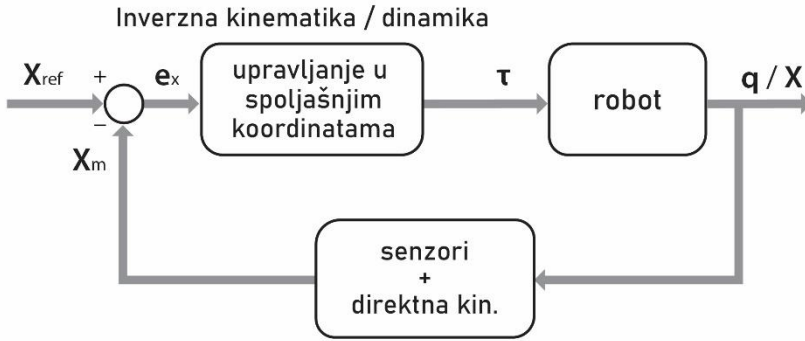 Inverzna kinematika / dinamika
Xref
+
−
ex
upravljanje u
spoljašnjim
koordinatama
τ
robot
q / X
Xm
senzori
+
direktna kin.